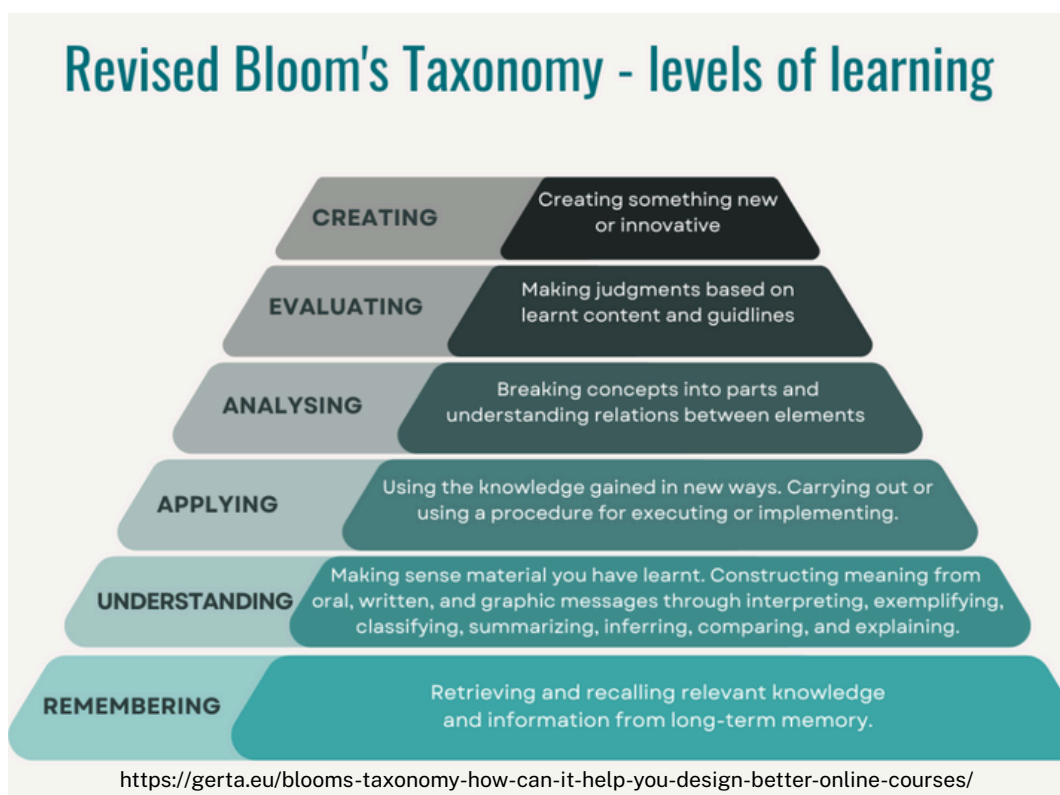 Revised Bloom's Taxonomy - levels of learning
CREATING
Creating something new
or innovative
EVALUATING
Making judgments based on
learnt content and guidlines
ANALYSING
Breaking concepts into parts and
understanding relations between elements
APPLYING
Using the knowledge gained in new ways. Carrying out or
using a procedure for executing or implementing.
UNDERSTANDING
Making sense material you have learnt. Constructing meaning from
oral, written, and graphic messages through interpreting, exemplifying,
classifying, summarizing, inferring, comparing, and explaining.
REMEMBERING
Retrieving and recalling relevant knowledge
and information from long-term memory.
https://gerta.eu/blooms-taxonomy-how-can-it-help-you-design-better-online-courses/